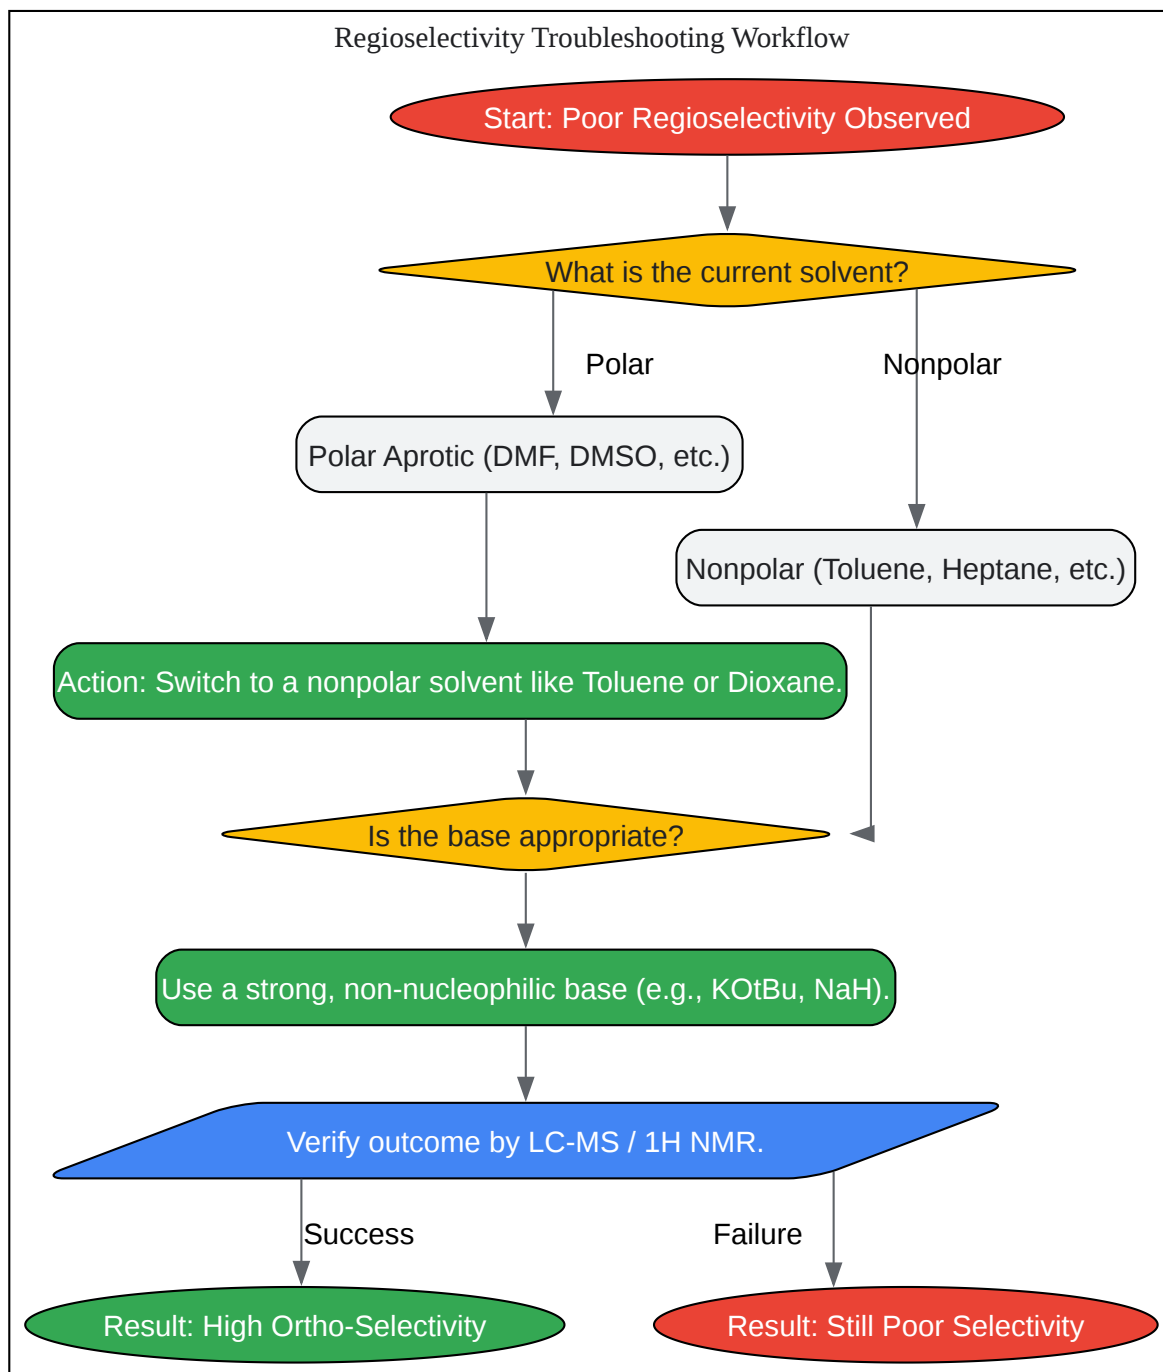 Regioselectivity Troubleshooting Workflow
Start: Poor Regioselectivity Observed
What is the current solvent?
Polar
Nonpolar
Polar Aprotic (DMF, DMSO, etc.)
Nonpolar (Toluene, Heptane, etc.)
Action: Switch to a nonpolar solvent like Toluene or Dioxane.
Is the base appropriate?
Use a strong, non-nucleophilic base (e.g., KOtBu, NaH).
Verify outcome by LC-MS / 1H NMR.
Success
Failure
Result: High Ortho-Selectivity
Result: Still Poor Selectivity